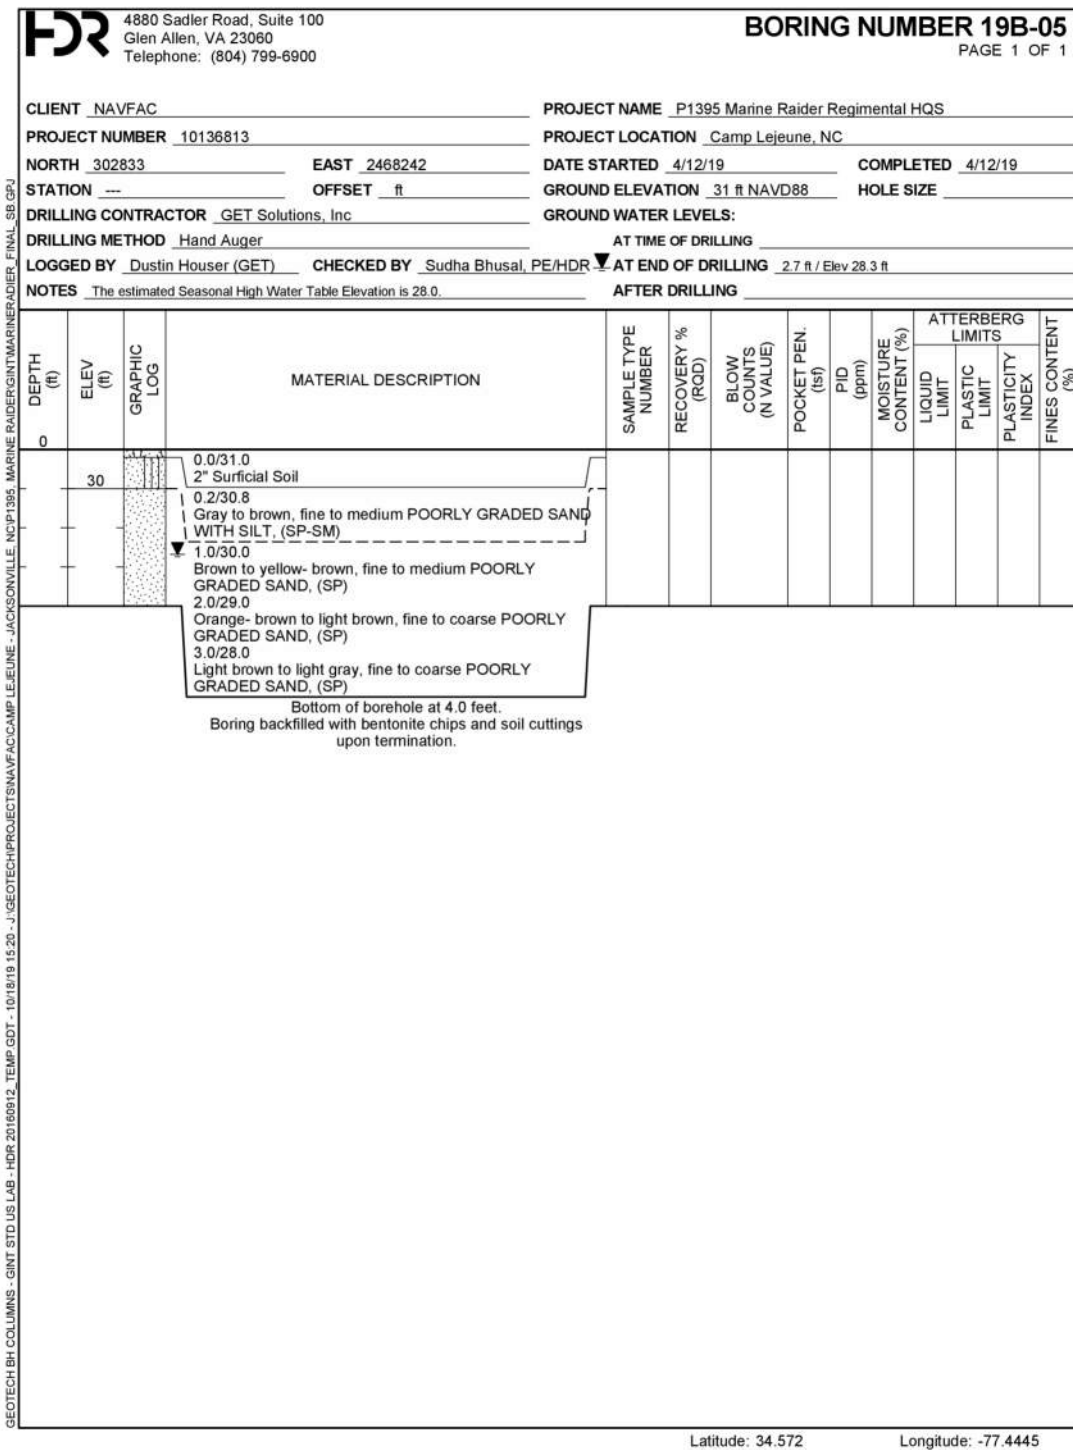 HDR
4880 Sadler Road, Suite 100
Glen Allen, VA 23060
Telephone: (804) 799-6900
BORING NUMBER 19B-05
PAGE 1 OF 1
CLIENT NAVFAC
PROJECT NAME P1395 Marine Raider Regimental HQS
PROJECT NUMBER 10136813
PROJECT LOCATION Camp Lejeune, NC
NORTH 302833 EAST 2468242
DATE STARTED 4/12/19 COMPLETED 4/12/19
STATION --- OFFSET ft
GROUND ELEVATION 31 ft NAVD88 HOLE SIZE
DRILLING CONTRACTOR GET Solutions, Inc
GROUND WATER LEVELS:
DRILLING METHOD Hand Auger
AT TIME OF DRILLING
LOGGED BY Dustin Houser (GET) CHECKED BY Sudha Bhusal, PE/HDR
AT END OF DRILLING 2.7 ft / Elev 28.3 ft
NOTES The estimated Seasonal High Water Table Elevation is 28.0.
AFTER DRILLING
DEPTH
(ft)
ELEV
(ft)
GRAPHIC
LOG
MATERIAL DESCRIPTION
SAMPLE TYPE
NUMBER
RECOVERY %
(RQD)
BLOW
COUNTS
(N VALUE)
POCKET PEN.
(tsf)
PID
(ppm)
MOISTURE
CONTENT (%)
ATTERBERG
LIMITS
LIQUID
LIMIT
PLASTIC
LIMIT
PLASTICITY
INDEX
FINES CONTENT
(%)
0
30
0.0/31.0
2" Surficial Soil
0.2/30.8
Gray to brown, fine to medium POORLY GRADED SAND
WITH SILT, (SP-SM)
1.0/30.0
Brown to yellow- brown, fine to medium POORLY
GRADED SAND, (SP)
2.0/29.0
Orange- brown to light brown, fine to coarse POORLY
GRADED SAND, (SP)
3.0/28.0
Light brown to light gray, fine to coarse POORLY
GRADED SAND, (SP)
Bottom of borehole at 4.0 feet.
Boring backfilled with bentonite chips and soil cuttings
upon termination.
GEOTECH BH COLUMNS - GINT STD US LAB - HDR 20160912_TEMP.GDT - 10/18/19 15:20 - J:\GEOTECH\PROJECTS\NAVFAC\CAMP LEJEUNE - JACKSONVILLE, NC\P1395, MARINE RAIDER\GINT\MARINERADIER_FINAL_SB.GPJ
Latitude: 34.572 Longitude: -77.4445